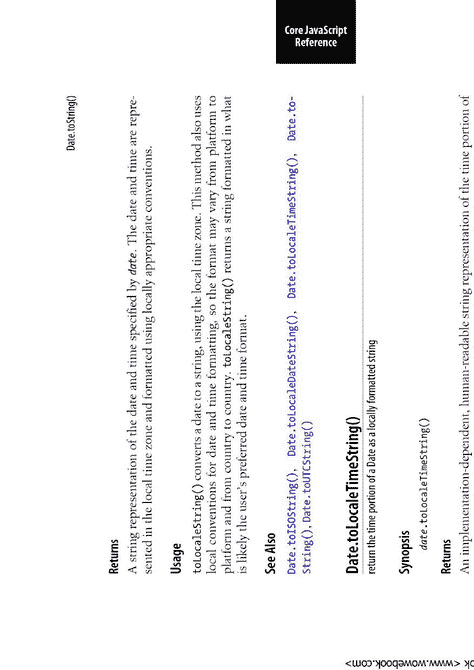 Core JavaScript
Reference
Date.toString()
Returns
A string representation of the date and time specified by date. The date and time are repre-
sented in the local time zone and formatted using locally appropriate conventions.
Usage
toLocaleString() converts a date to a string, using the local time zone. This method also uses
local conventions for date and time formatting, so the format may vary from platform to
platform and from country to country. toLocaleString() returns a string formatted in what
is likely the user's preferred date and time format.
See Also
Date.toISOString(), Date.toLocaleDateString(), Date.toLocaleTimeString(), Date.to-
String(), Date.toUTCString()
Date.toLocaleTimeString()
return the time portion of a Date as a locally formatted string
Synopsis
date.toLocaleTimeString()
Returns
An implementation-dependent, human-readable string representation of the time portion of
ok < www.wowebook.com >